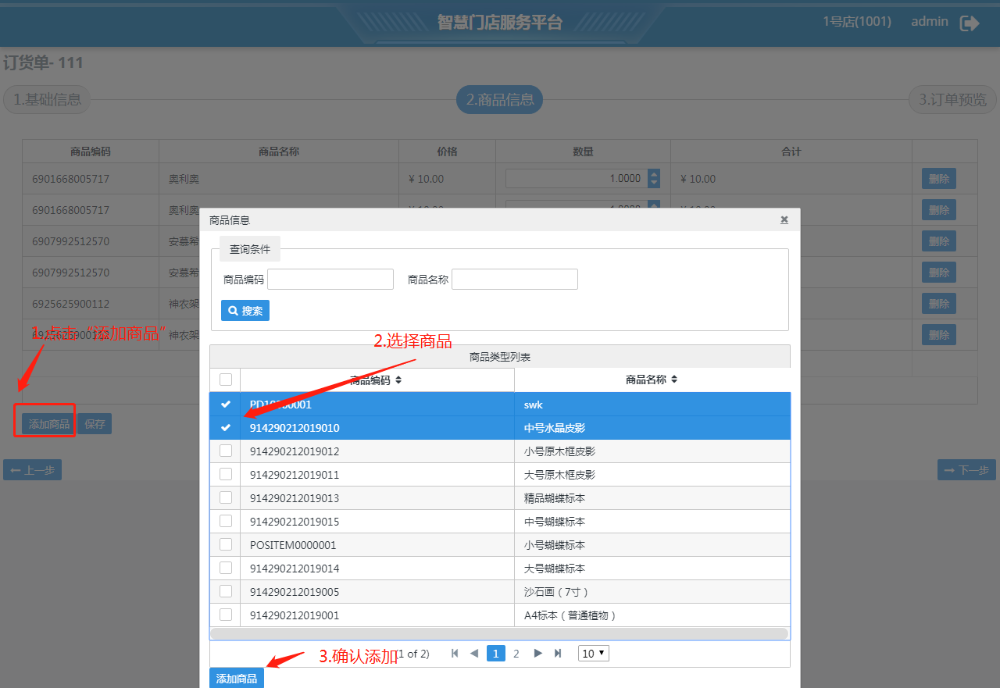 智慧门店服务平台
1号店(1001) admin
订货单- 111
1.基础信息 2.商品信息 3.订单预览
商品编码 商品名称 价格 数量 合计
6901668005717 奥利奥 ¥ 10.00 1.0000 ¥ 10.00 删除
6901668005717 奥利奥 删除
6907992512570 安慕希 删除
6907992512570 安慕希 删除
6925625900112 神农架 删除
6925625900112 神农架 删除
1.点击“添加商品”
添加商品 保存
上一步 下一步
商品信息
查询条件
商品编码 商品名称
搜索
2.选择商品
商品类型列表
商品编码 商品名称
swk
914290212019010 中号水晶皮影
914290212019012 小号原木框皮影
914290212019011 大号原木框皮影
914290212019013 精品蝴蝶标本
914290212019015 中号蝴蝶标本
POSITEM0000001 小号蝴蝶标本
914290212019014 大号蝴蝶标本
914290212019005 沙石画（7寸）
914290212019001 A4标本（普通植物）
3.确认添加
(1 of 2) 1 2 10
添加商品